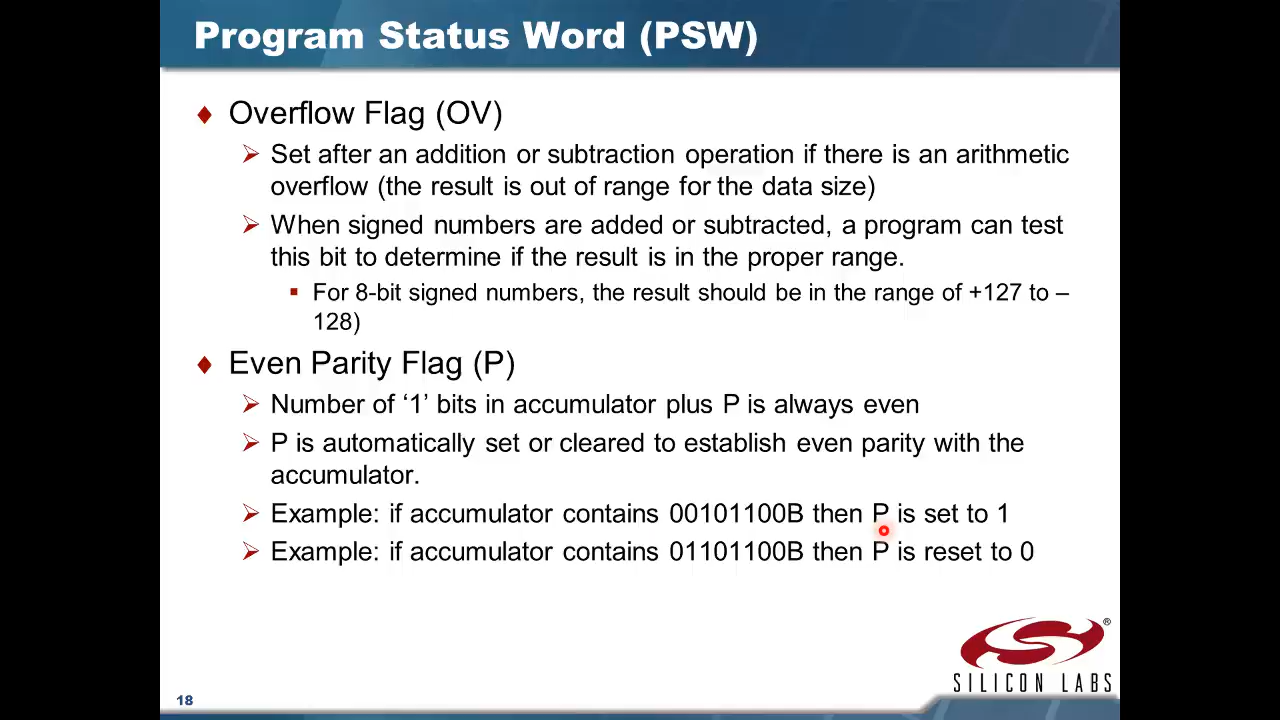 Program Status Word (PSW)
Overflow Flag (OV)
Set after an addition or subtraction operation if there is an arithmetic
overflow (the result is out of range for the data size)
When signed numbers are added or subtracted, a program can test
this bit to determine if the result is in the proper range.
For 8-bit signed numbers, the result should be in the range of +127 to –
128)
Even Parity Flag (P)
Number of ‘1’ bits in accumulator plus P is always even
P is automatically set or cleared to establish even parity with the
accumulator.
Example: if accumulator contains 00101100B then P is set to 1
Example: if accumulator contains 01101100B then P is reset to 0
®
SILICON LABS
18